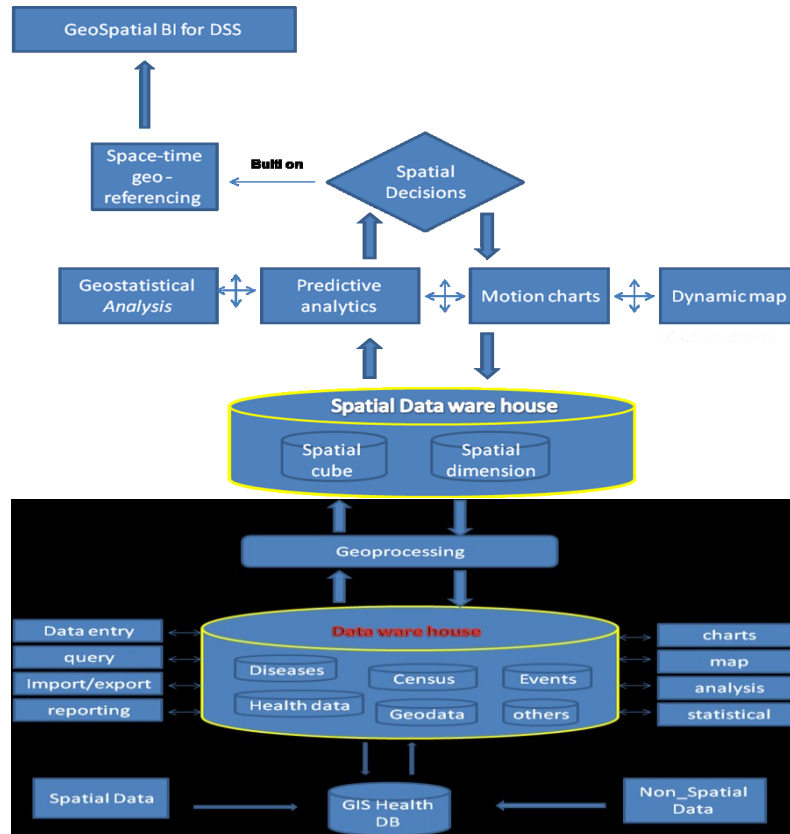 GeoSpatial BI for DSS
Space-time
geo -
referencing
Bulti on
Spatial
Decisions
Geostatistical
Analysis
Predictive
analytics
Motion charts
Dynamic map
Spatial Data ware house
Spatial
cube
Spatial
dimension
Geoprocessing
Data ware house
Data entry
query
Import/export
reporting
Diseases
Census
Events
Health data
Geodata
others
charts
map
analysis
statistical
Spatial Data
GIS Health
DB
Non_Spatial
Data